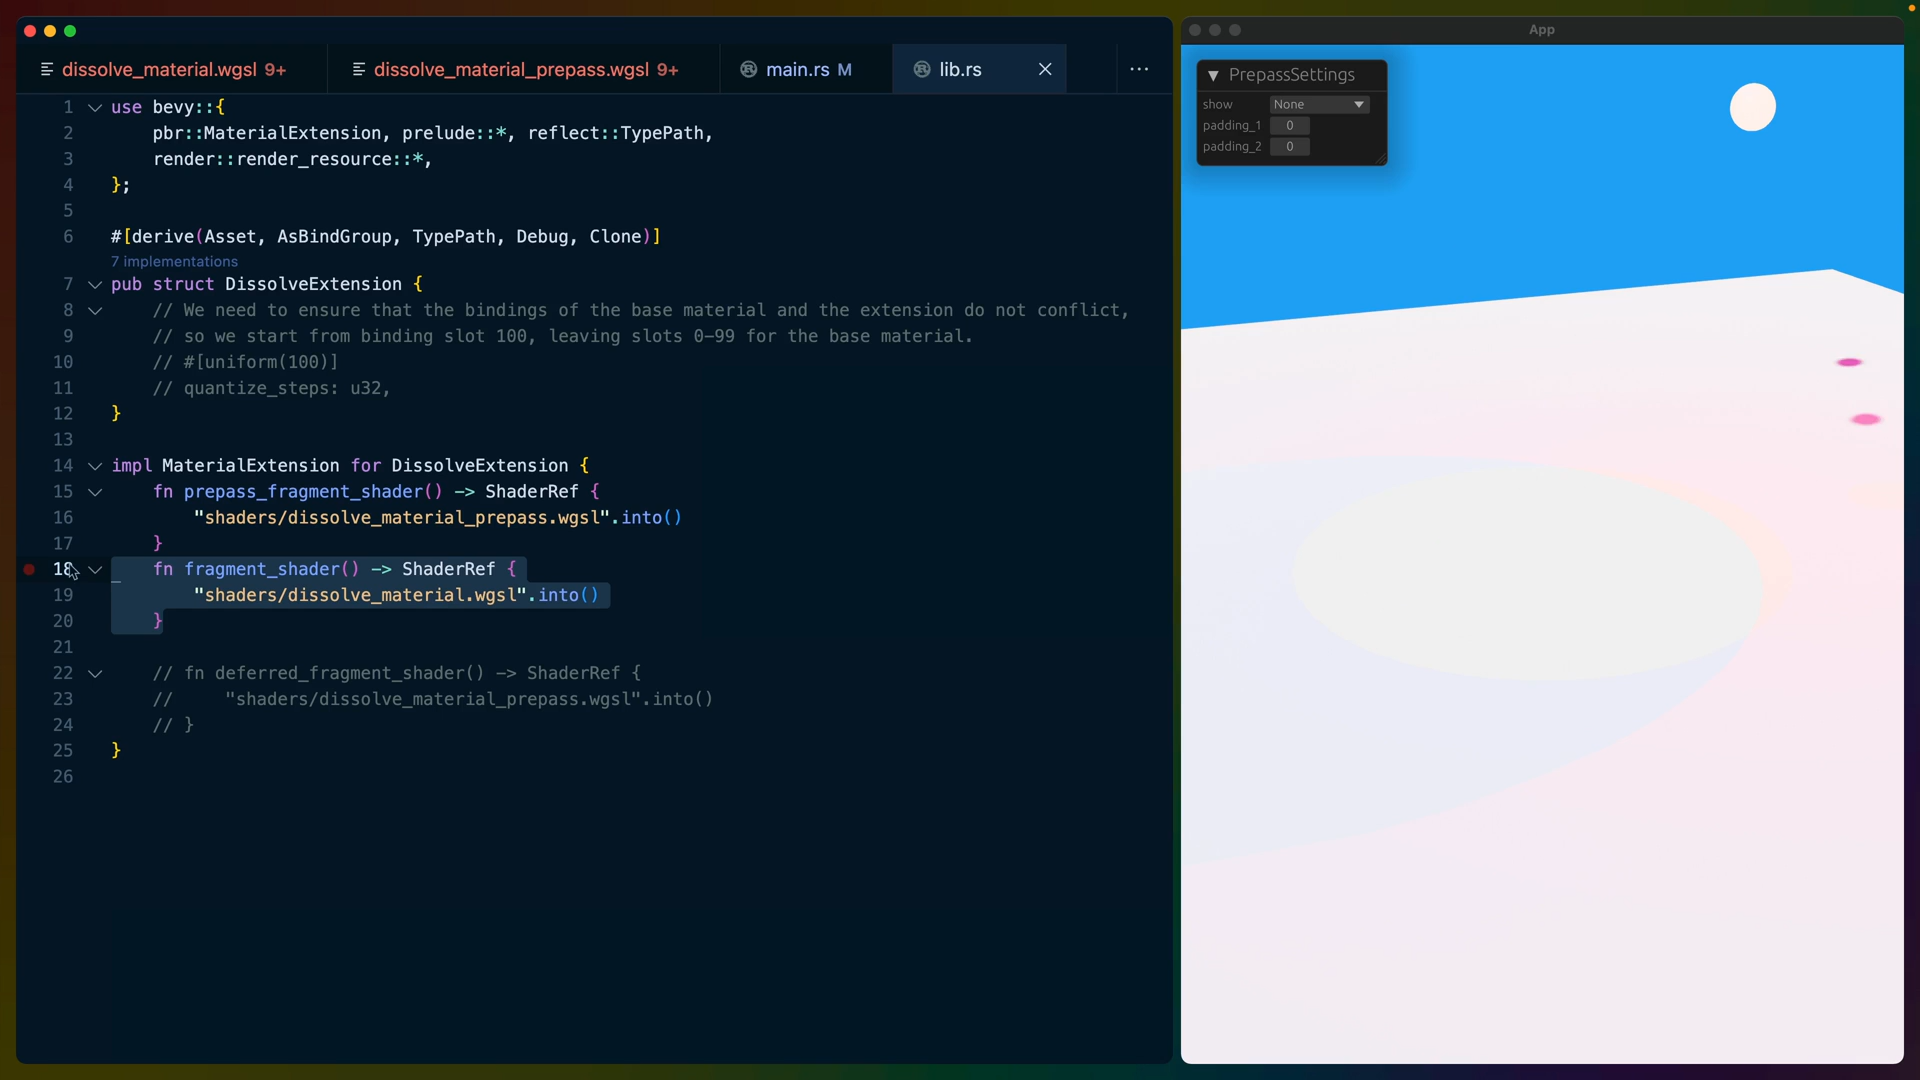 dissolve_material.wgsl 9+
dissolve_material_prepass.wgsl 9+
main.rs M
lib.rs
1 use bevy::{
2 pbr::MaterialExtension, prelude::*, reflect::TypePath,
3 render::render_resource::*,
4 };
5
6 #[derive(Asset, AsBindGroup, TypePath, Debug, Clone)]
7 implementations
7 pub struct DissolveExtension {
8 // We need to ensure that the bindings of the base material and the extension do not conflict,
9 // so we start from binding slot 100, leaving slots 0-99 for the base material.
10 // #[uniform(100)]
11 // quantize_steps: u32,
12 }
13
14 impl MaterialExtension for DissolveExtension {
15 fn prepass_fragment_shader() -> ShaderRef {
16 "shaders/dissolve_material_prepass.wgsl".into()
17 }
18 fn fragment_shader() -> ShaderRef {
19 "shaders/dissolve_material.wgsl".into()
20 }
21
22 // fn deferred_fragment_shader() -> ShaderRef {
23 // "shaders/dissolve_material_prepass.wgsl".into()
24 // }
25 }
26
App
PrepassSettings
show None
padding_1 0
padding_2 0